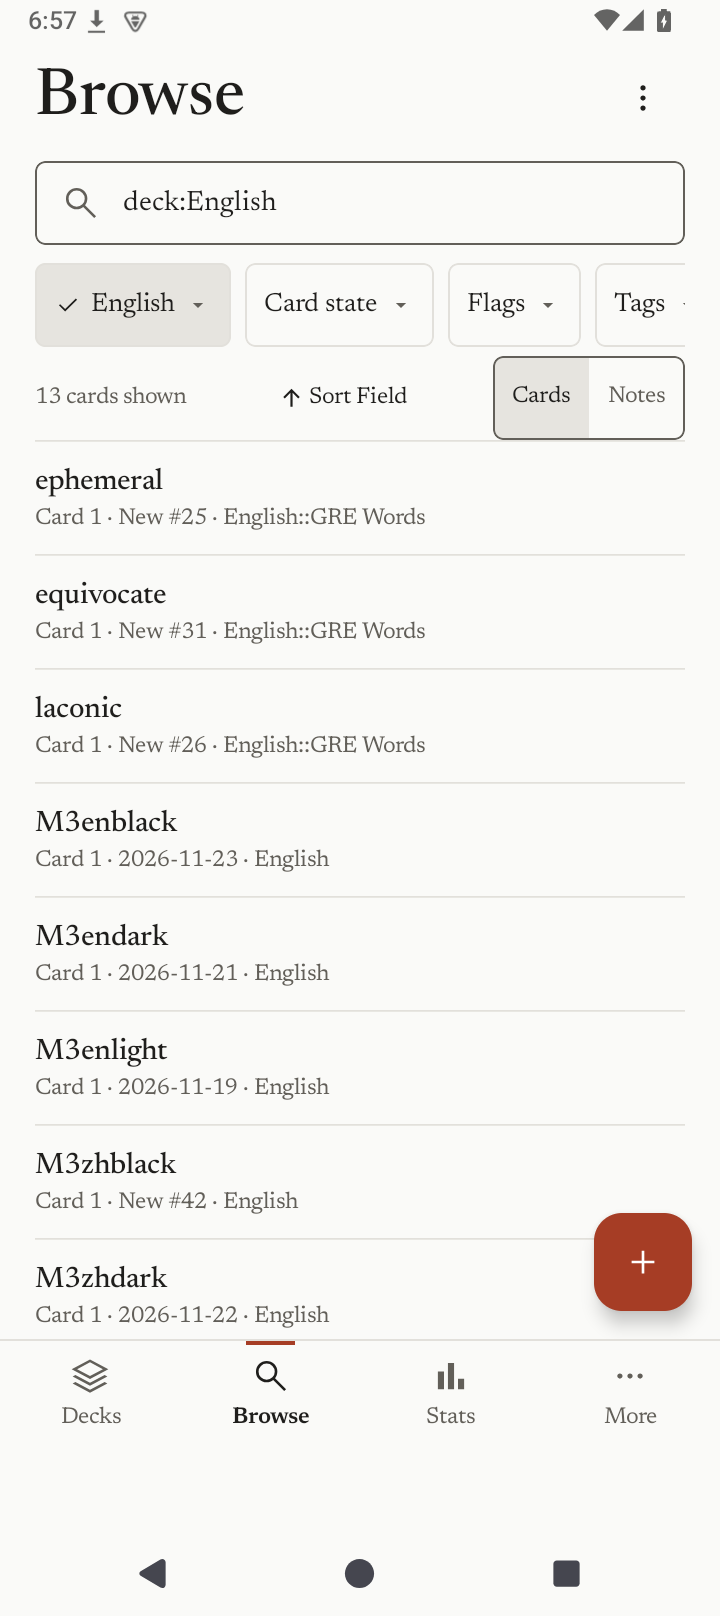 6:57
Browse
deck:English
English
Card state
Flags
Tags
13 cards shown
Sort Field
Cards
Notes
ephemeral
Card 1 · New #25 · English::GRE Words
equivocate
Card 1 · New #31 · English::GRE Words
laconic
Card 1 · New #26 · English::GRE Words
M3enblack
Card 1 · 2026-11-23 · English
M3endark
Card 1 · 2026-11-21 · English
M3enlight
Card 1 · 2026-11-19 · English
M3zhblack
Card 1 · New #42 · English
M3zhdark
Card 1 · 2026-11-22 · English
Decks
Browse
Stats
More